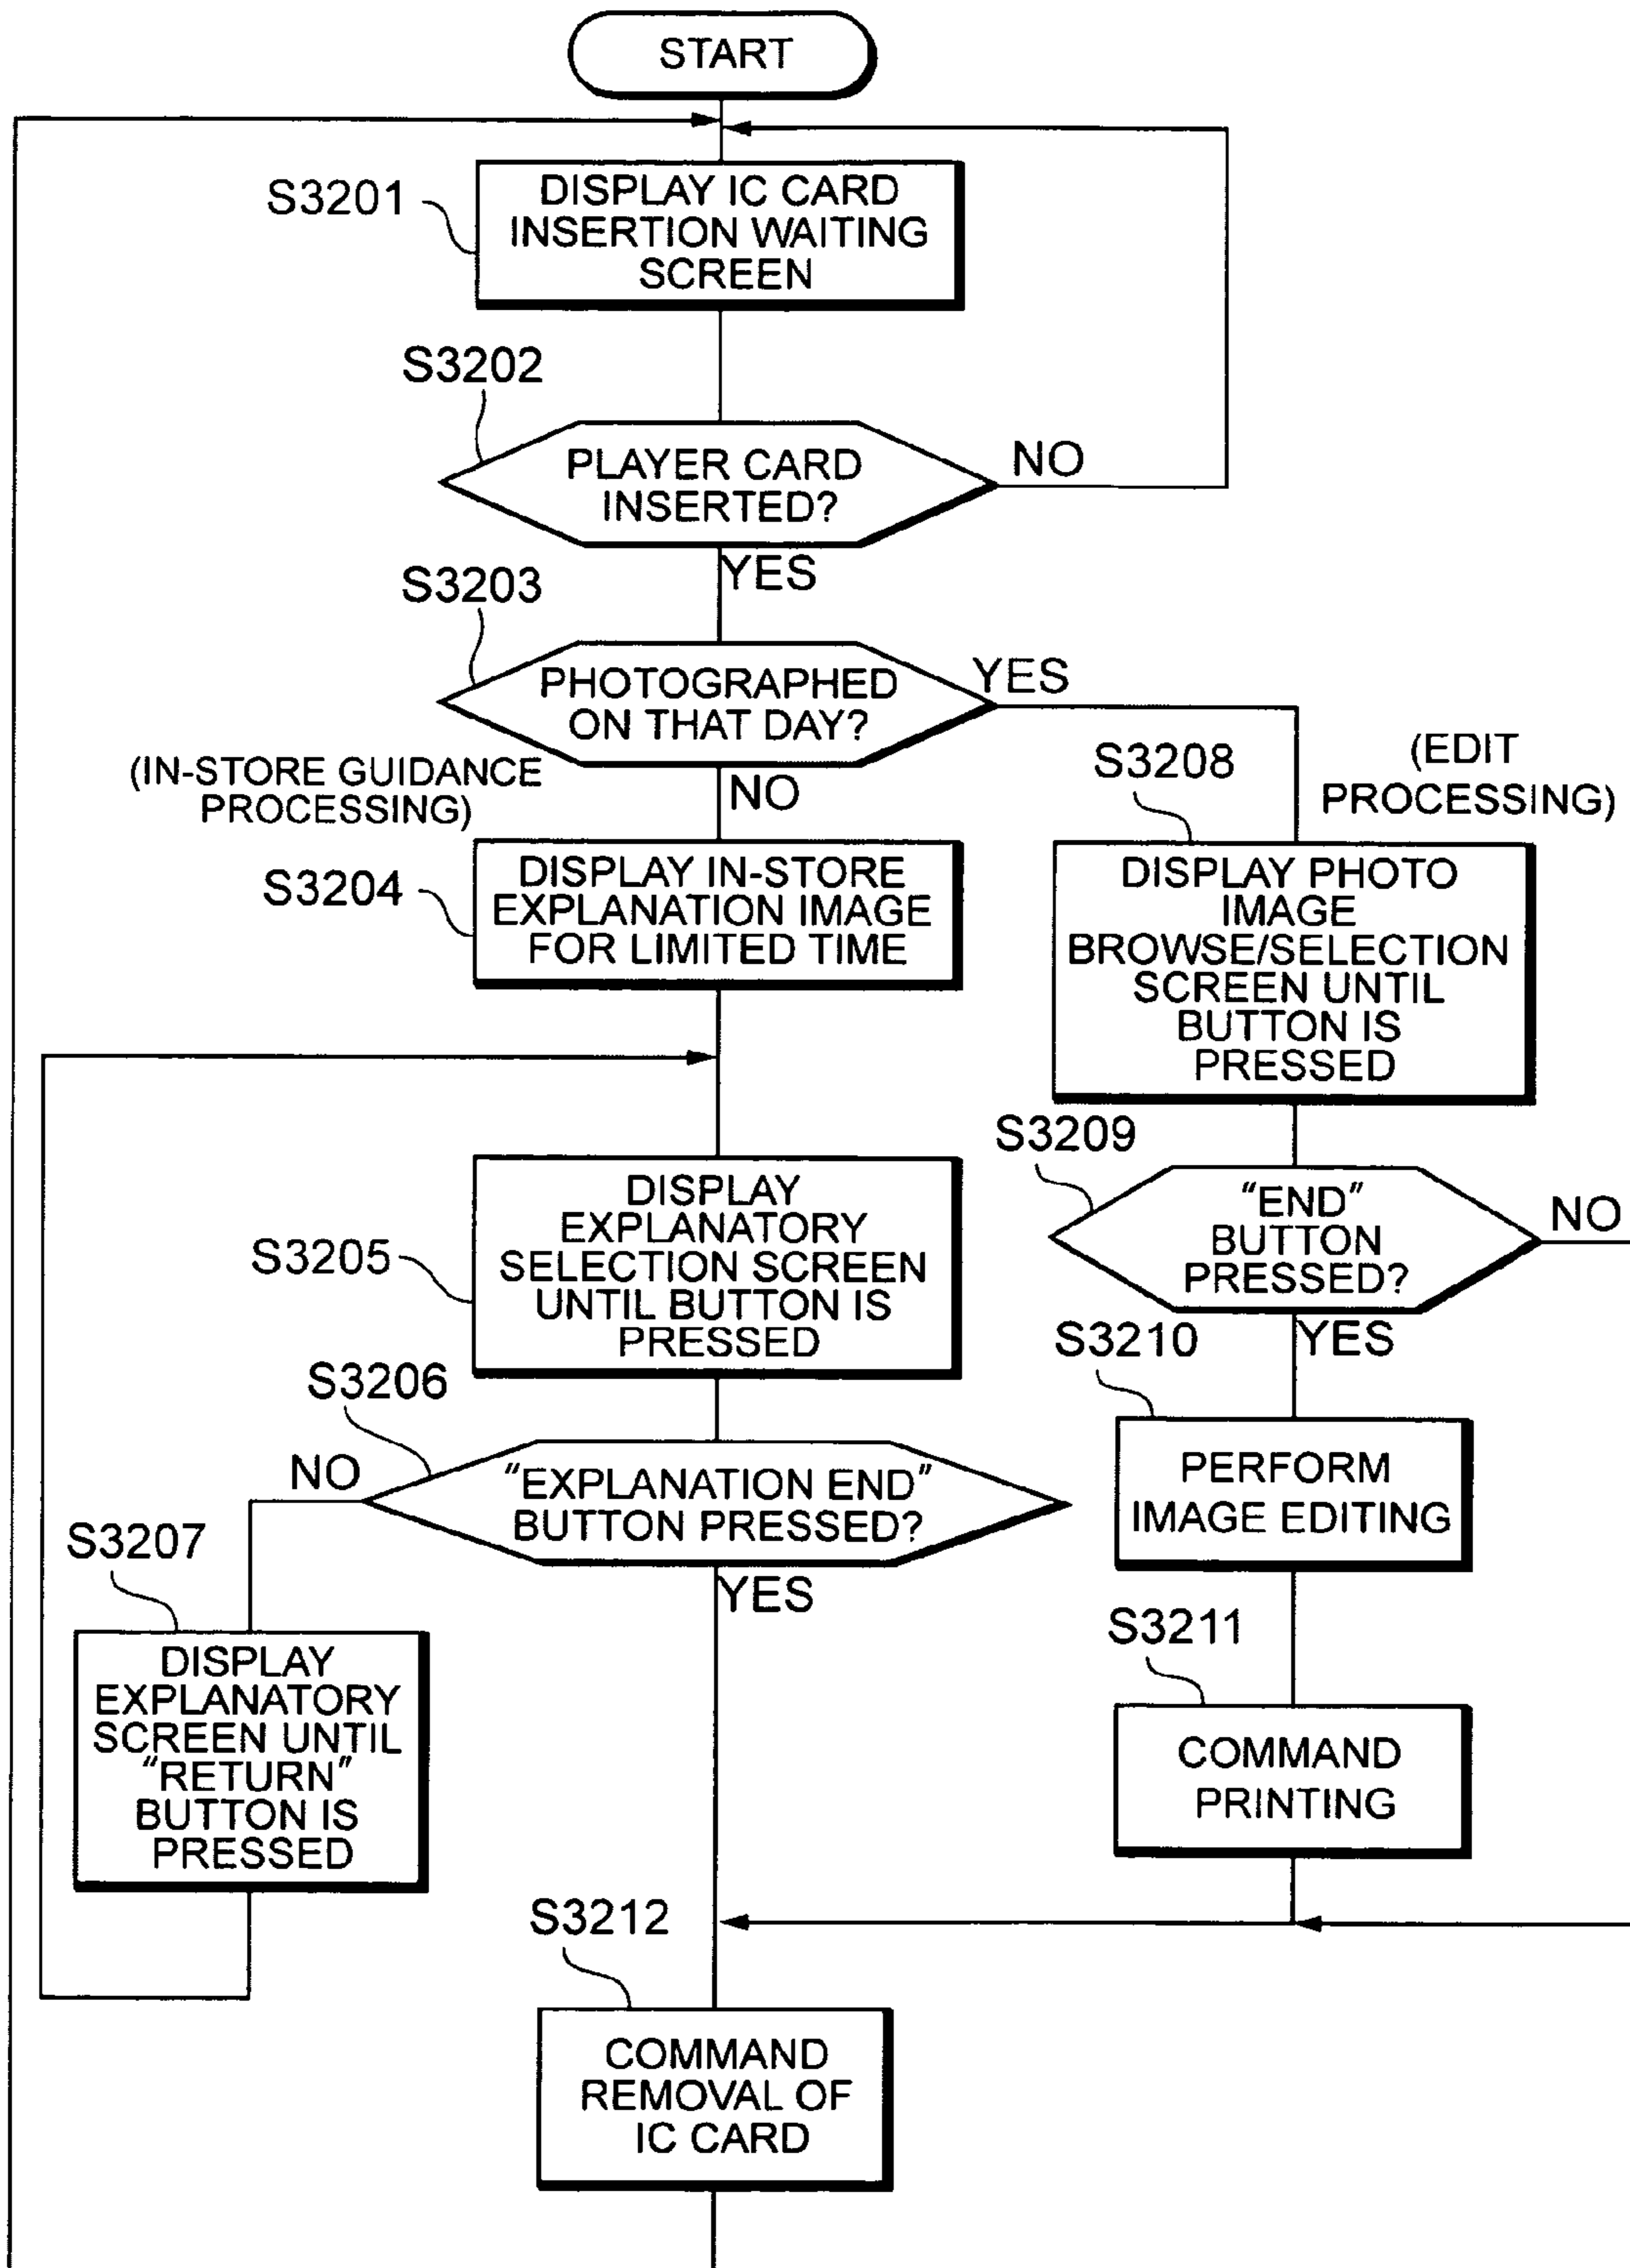 START
S3201
DISPLAY IC CARD
INSERTION WAITING
SCREEN
S3202
PLAYER CARD
INSERTED?
NO
YES
S3203
PHOTOGRAPHED
ON THAT DAY?
YES
NO
(IN-STORE GUIDANCE
PROCESSING)
S3204
DISPLAY IN-STORE
EXPLANATION IMAGE
FOR LIMITED TIME
S3208
(EDIT
PROCESSING)
DISPLAY PHOTO
IMAGE
BROWSE/SELECTION
SCREEN UNTIL
BUTTON IS
PRESSED
S3205
DISPLAY
EXPLANATORY
SELECTION SCREEN
UNTIL BUTTON IS
PRESSED
S3209
"END"
BUTTON
PRESSED?
NO
YES
S3206
"EXPLANATION END"
BUTTON PRESSED?
NO
YES
S3210
PERFORM
IMAGE EDITING
S3207
DISPLAY
EXPLANATORY
SCREEN UNTIL
"RETURN"
BUTTON IS
PRESSED
S3211
COMMAND
PRINTING
S3212
COMMAND
REMOVAL OF
IC CARD